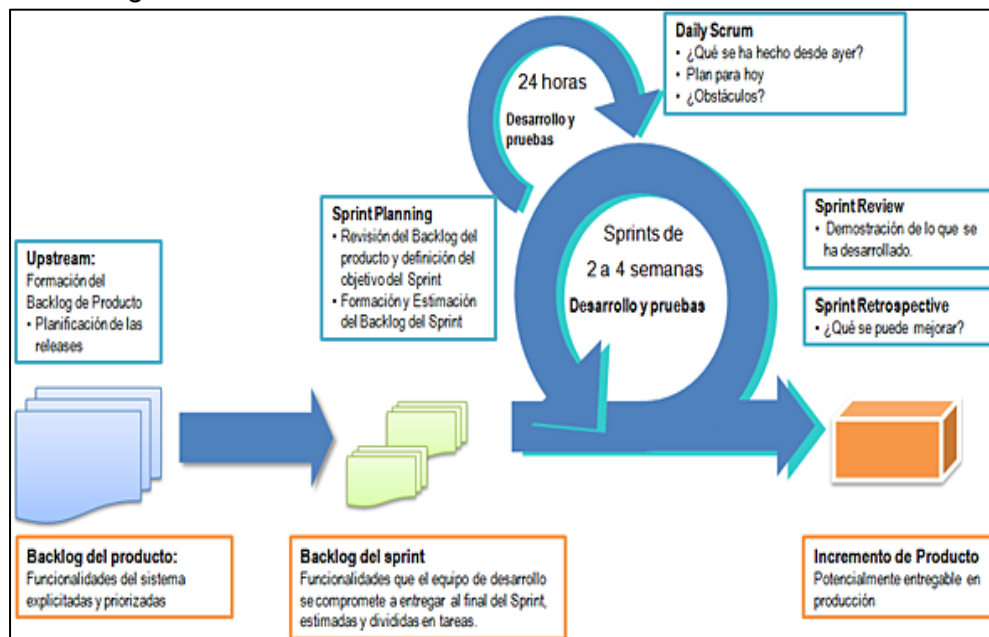 Daily Scrum
• ¿Qué se ha hecho desde ayer?
• Plan para hoy
• ¿Obstáculos?
24 horas
Desarrollo y
pruebas
Sprint Planning
• Revisión del Backlog del
producto y definición del
objetivo del Sprint
• Formación y Estimación
del Backlog del Sprint
Upstream:
Formación del
Backlog de Producto
• Planificación de las
releases
Sprints de
2 a 4 semanas
Desarrollo y pruebas
Sprint Review
• Demostración de lo que se
ha desarrollado.
Sprint Retrospective
• ¿Qué se puede mejorar?
Backlog del producto:
Funcionalidades del sistema
explicitadas y priorizadas
Backlog del sprint
Funcionalidades que el equipo de desarrollo
se compromete a entregar al final del Sprint,
estimadas y divididas en tareas.
Incremento de Producto
Potencialmente entregable en
producción